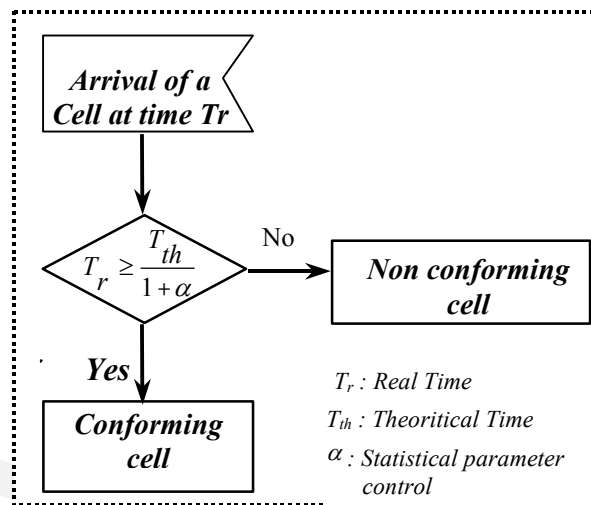 Arrival of a
Cell at time Tr
T_r ≥ T_th / (1 + α)
No
Non conforming
cell
Yes
Conforming
cell
T_r : Real Time
T_th : Theoritical Time
α : Statistical parameter
control